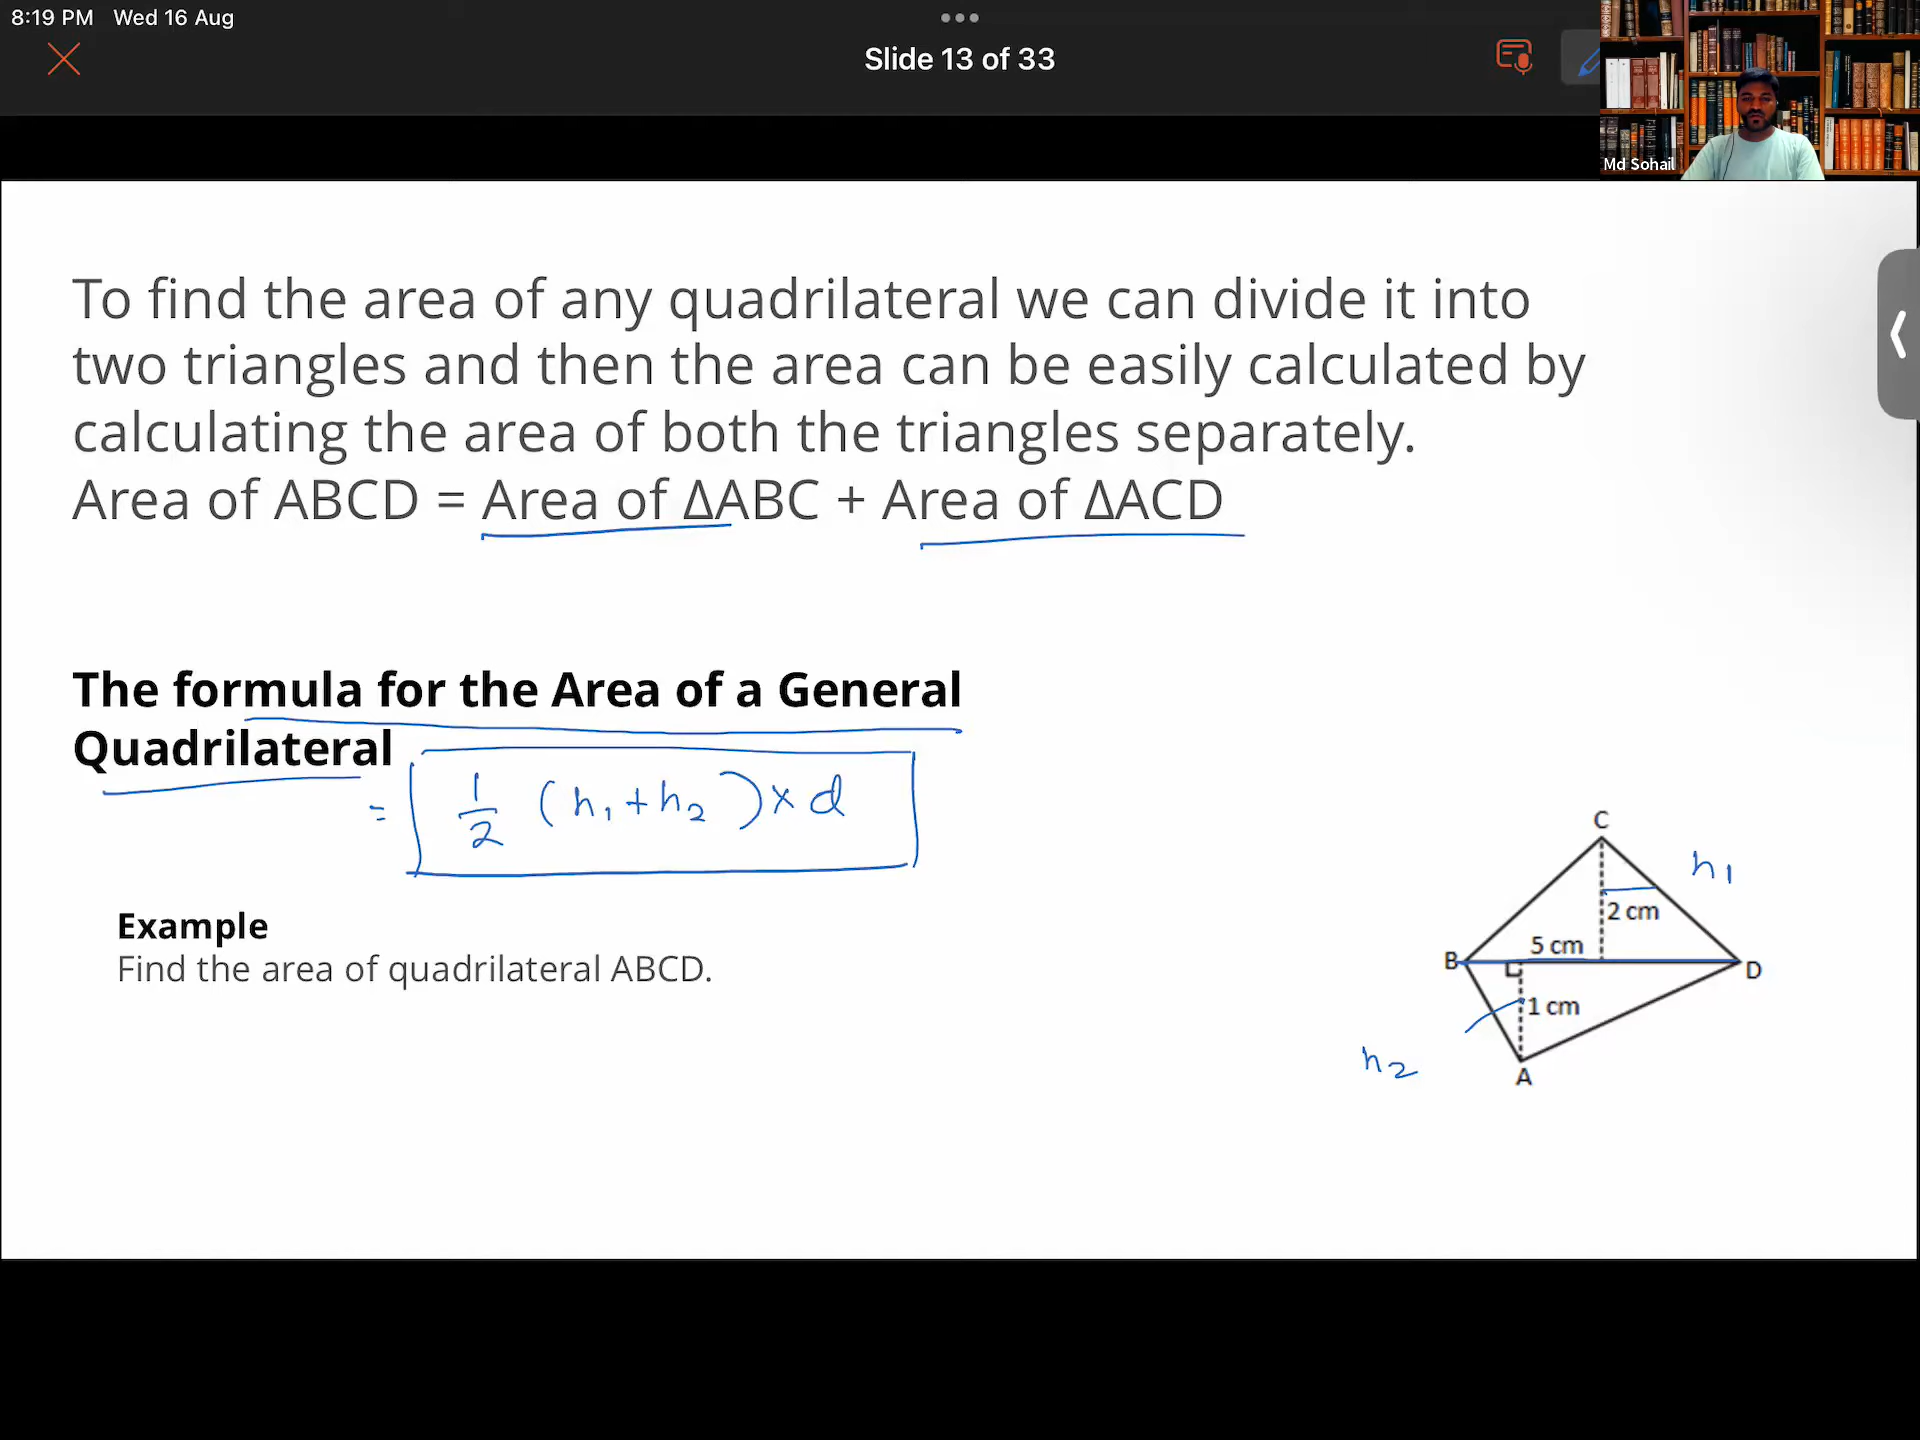 8:19 PM Wed 16 Aug
Slide 13 of 33
Md Sohail
To find the area of any quadrilateral we can divide it into
two triangles and then the area can be easily calculated by
calculating the area of both the triangles separately.
Area of ABCD = Area of ΔABC + Area of ΔACD
The formula for the Area of a General
Quadrilateral
= 1/2 (h₁+h₂)×d
Example
Find the area of quadrilateral ABCD.
C
h₁
2 cm
5 cm
B
D
1 cm
h₂
A